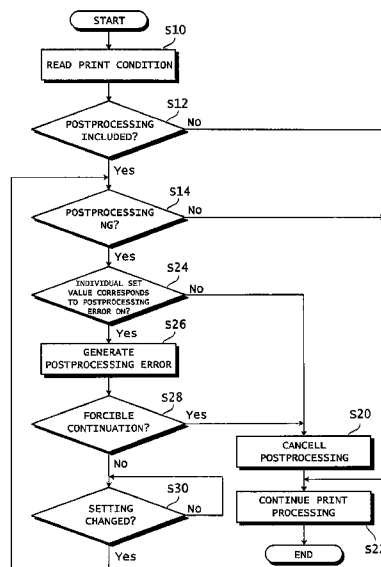 START
S10
READ PRINT CONDITION
S12
POSTPROCESSING
INCLUDED?
No
Yes
S14
POSTPROCESSING
NG?
No
Yes
S24
INDIVIDUAL SET
VALUE CORRESPONDS
TO POSTPROCESSING
ERROR ON?
No
Yes
S26
GENERATE
POSTPROCESSING ERROR
S28
FORCIBLE
CONTINUATION?
Yes
No
S20
CANCELL
POSTPROCESSING
S30
SETTING
CHANGED?
No
Yes
CONTINUE PRINT
PROCESSING
S22
END